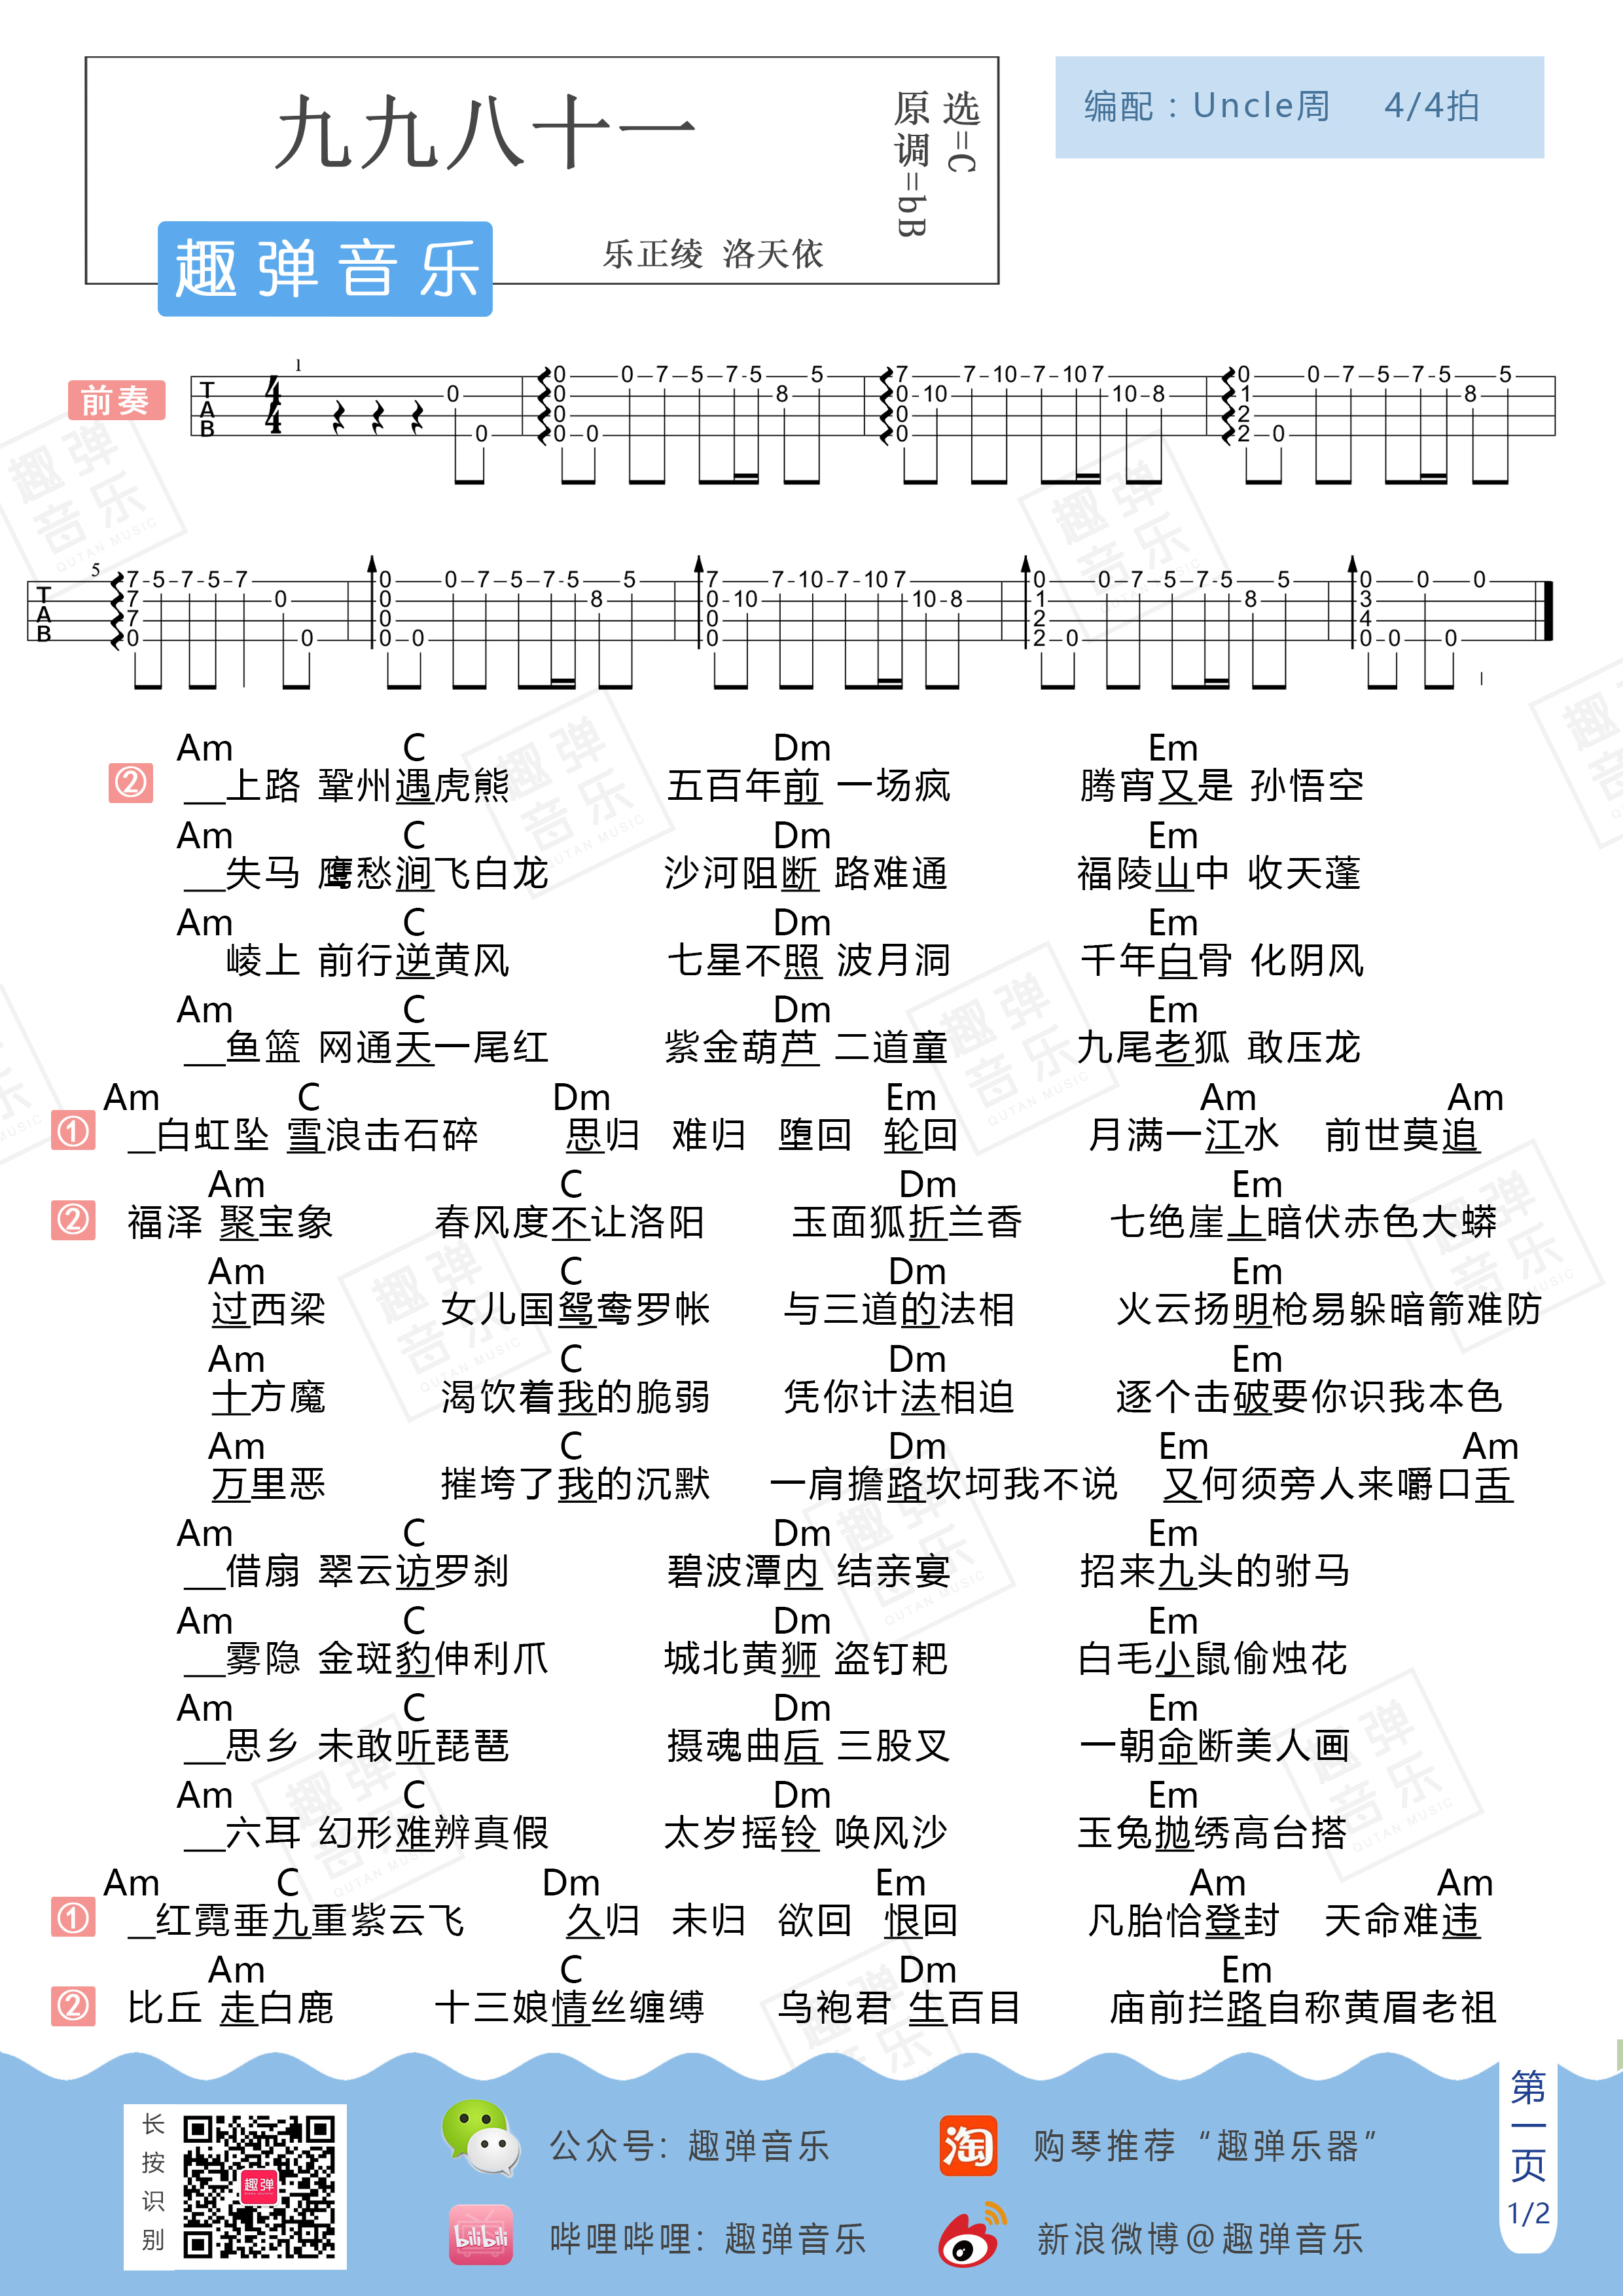 九九八十一
选=C
原调=bB
乐正绫 洛天依
趣弹音乐
编配：Uncle周 4/4拍
前奏
1
T A B 4/4 0 0 0 0 0 0 0 0 7 5 7 5 8 5 7 0 0 0 10 7 10 7 10 7 10 8 0 1 2 2 0 0 7 5 7 5 8 5
5
T A B 7 7 7 0 5 7 5 7 0 0 0 0 0 0 0 0 7 5 7 5 8 5 7 0 0 0 10 7 10 7 10 7 10 8 0 1 2 2 0 0 7 5 7 5 8 5 0 3 4 0 0 0 0 0
Am C Dm Em
② __上路 鞏州遇虎熊 五百年前 一场疯 腾宵又是 孙悟空
Am C Dm Em
__失马 鹰愁涧飞白龙 沙河阻断 路难通 福陵山中 收天蓬
Am C Dm Em
崚上 前行逆黄风 七星不照 波月洞 千年白骨 化阴风
Am C Dm Em
__鱼篮 网通天一尾红 紫金葫芦 二道童 九尾老狐 敢压龙
Am C Dm Em Am Am
① _白虹坠 雪浪击石碎 思归 难归 堕回 轮回 月满一江水 前世莫追
Am C Dm Em
② 福泽 聚宝象 春风度不让洛阳 玉面狐折兰香 七绝崖上暗伏赤色大蟒
Am C Dm Em
过西梁 女儿国鸳鸯罗帐 与三道的法相 火云扬明枪易躲暗箭难防
Am C Dm Em
十方魔 渴饮着我的脆弱 凭你计法相迫 逐个击破要你识我本色
Am C Dm Em Am
万里恶 摧垮了我的沉默 一肩擔路坎坷我不说 又何须旁人来嚼口舌
Am C Dm Em
__借扇 翠云访罗刹 碧波潭内 结亲宴 招来九头的驸马
Am C Dm Em
__雾隐 金斑豹伸利爪 城北黄狮 盗钉耙 白毛小鼠偷烛花
Am C Dm Em
__思乡 未敢听琵琶 摄魂曲后 三股叉 一朝命断美人画
Am C Dm Em
__六耳 幻形难辨真假 太岁摇铃 唤风沙 玉兔抛绣高台搭
Am C Dm Em Am Am
① _红霓垂九重紫云飞 久归 未归 欲回 恨回 凡胎恰登封 天命难违
Am C Dm Em
② 比丘 走白鹿 十三娘情丝缠缚 乌袍君 生百目 庙前拦路自称黄眉老祖
长按识别
趣弹
公众号：趣弹音乐
淘
购琴推荐“趣弹乐器”
bilibili
哔哩哔哩：趣弹音乐
新浪微博@趣弹音乐
第一页
1/2
趣弹音乐
QUTAN MUSIC